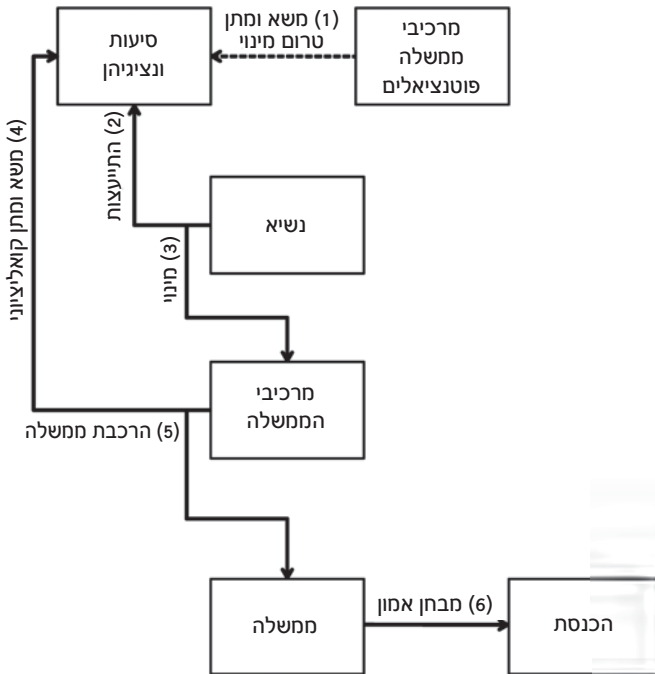 מרכיבי
ממשלה
פוטנציאלים
(1) משא ומתן
טרום מינוי
סיעות
ונציגיהן
(2) התייעצות
(4) משא ומתן קואליציוני
נשיא
(3) מינוי
מרכיבי
הממשלה
(5) הרכבת ממשלה
ממשלה
(6) מבחן אמון
הכנסת